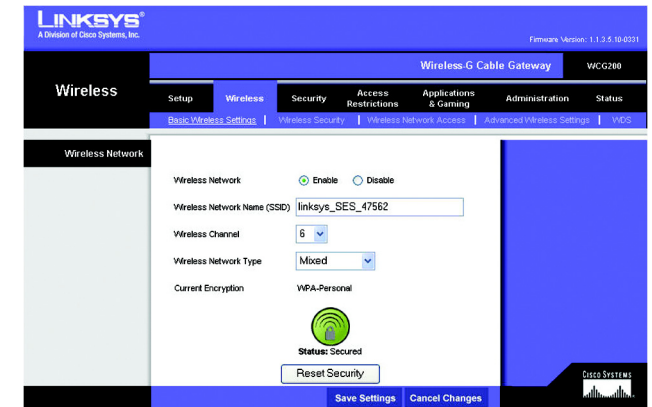 LINKSYS®
A Division of Cisco Systems, Inc.
Firmware Version: 1.1.3.5.10-0331
Wireless-G Cable Gateway WCG200
Wireless
Setup Wireless Security Access Restrictions Applications & Gaming Administration Status
Basic Wireless Settings | Wireless Security | Wireless Network Access | Advanced Wireless Settings | WDS
Wireless Network
Wireless Network Enable Disable
Wireless Network Name (SSID) linksys_SES_47562
Wireless Channel 6
Wireless Network Type Mixed
Current Encryption WPA-Personal
Status: Secured
Reset Security
Save Settings Cancel Changes
CISCO SYSTEMS